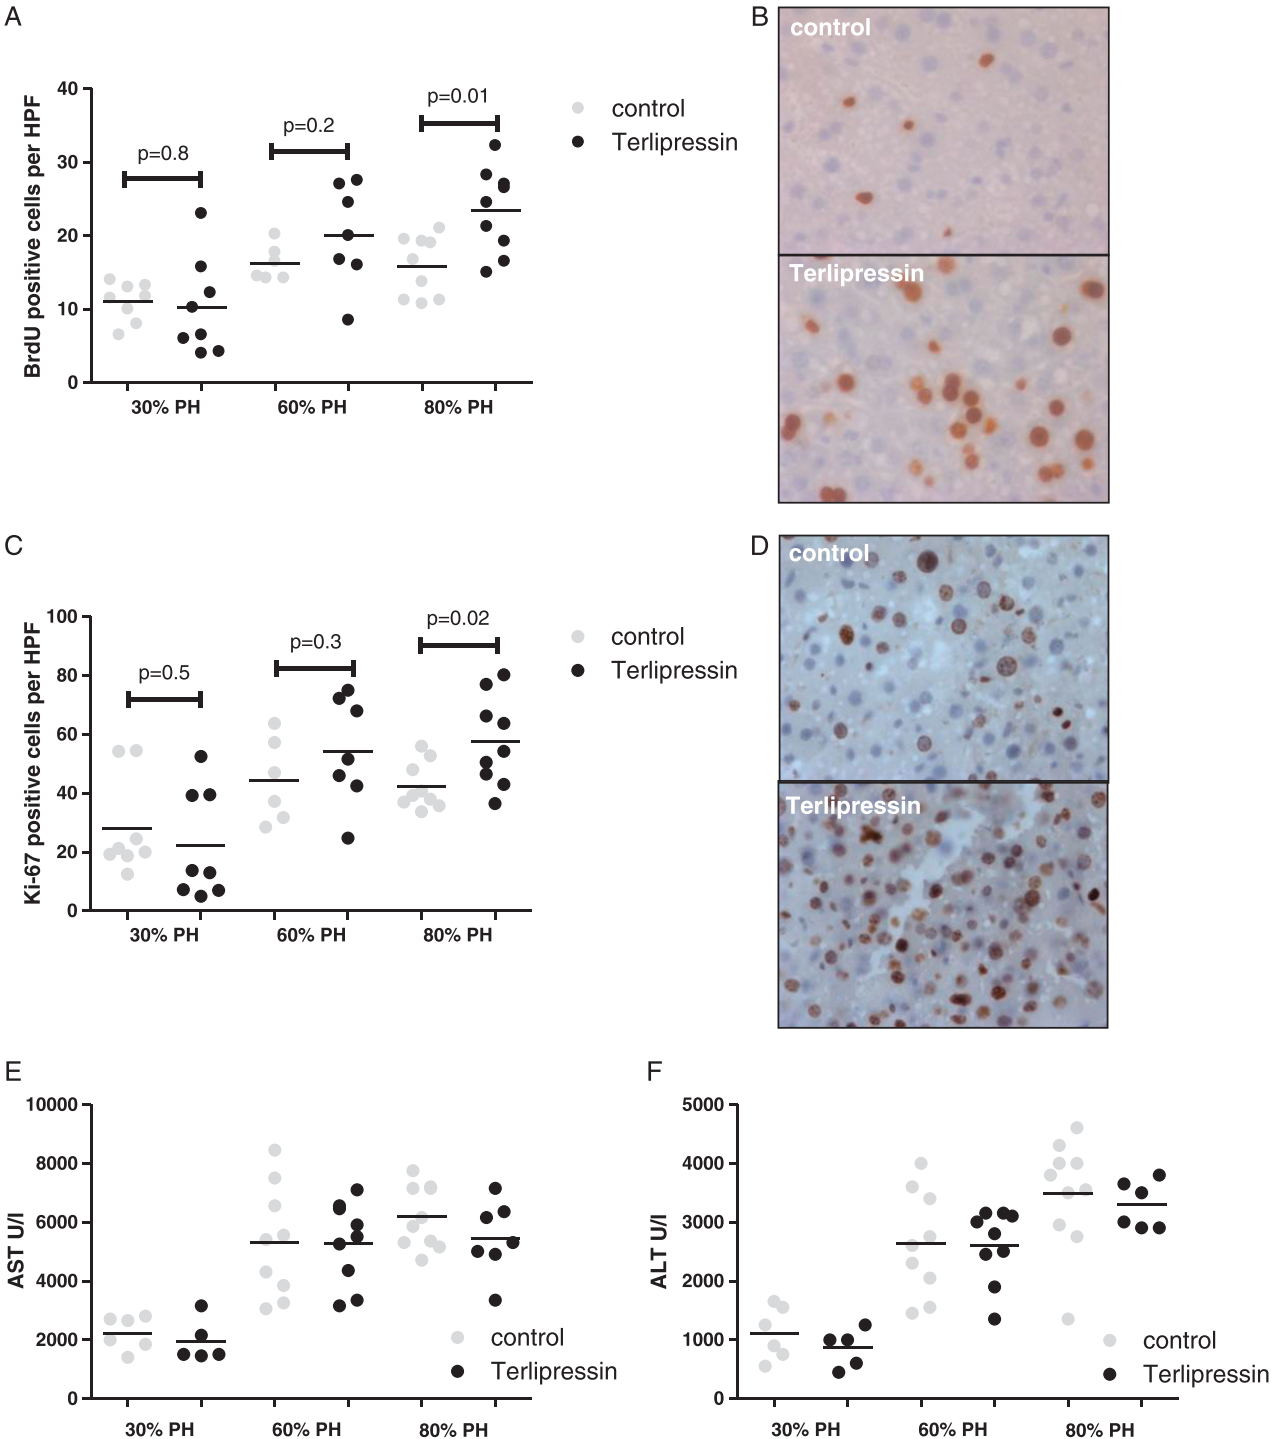 A
BrdU positive cells per HPF
40
30
20
10
0
p=0.8
p=0.2
p=0.01
30% PH
60% PH
80% PH
control
Terlipressin
B
control
Terlipressin
C
Ki-67 positive cells per HPF
100
80
60
40
20
0
p=0.5
p=0.3
p=0.02
30% PH
60% PH
80% PH
control
Terlipressin
D
control
Terlipressin
E
AST U/l
10000
8000
6000
4000
2000
0
30% PH
60% PH
80% PH
control
Terlipressin
F
ALT U/l
5000
4000
3000
2000
1000
0
30% PH
60% PH
80% PH
control
Terlipressin